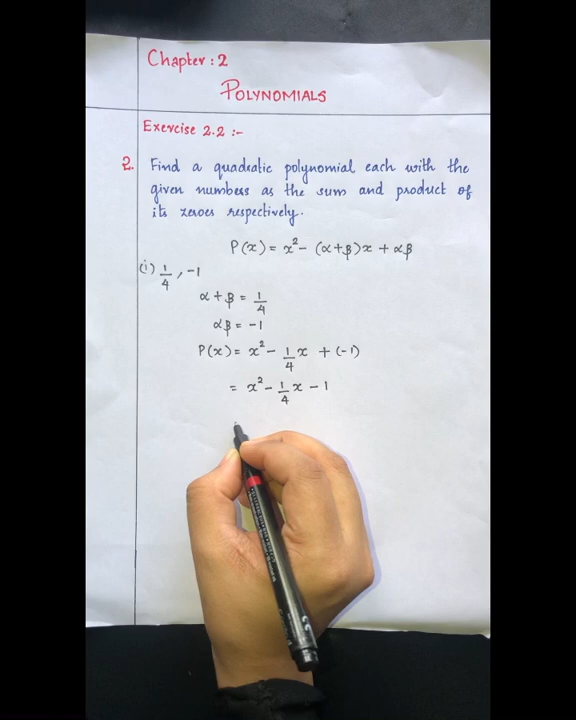 Chapter : 2
POLYNOMIALS
Exercise 2.2 :-
2. Find a quadratic polynomial each with the
given numbers as the sum and product of
its zeroes respectively.
P(x) = x² - (α+β)x + αβ
(i) 1/4 , -1
α + β = 1/4
αβ = -1
P(x) = x² - 1/4 x + (-1)
= x² - 1/4 x - 1